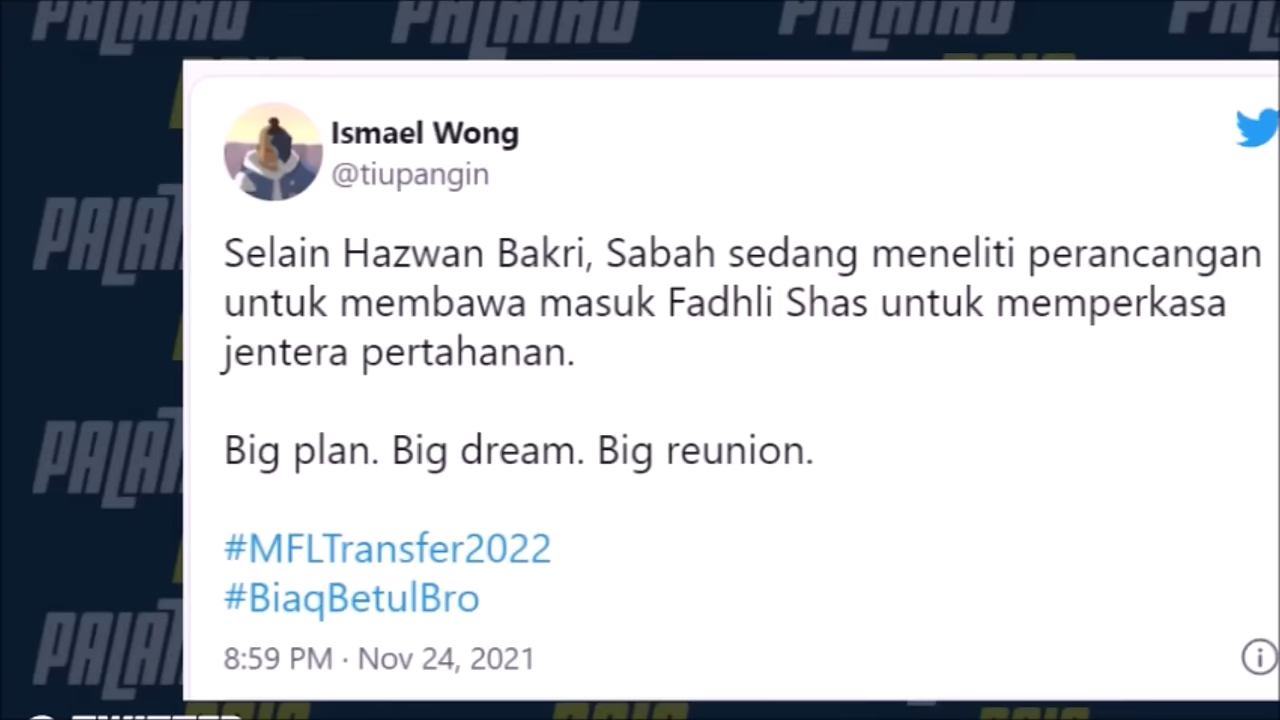 Ismael Wong
@tiupangin
Selain Hazwan Bakri, Sabah sedang meneliti perancangan
untuk membawa masuk Fadhli Shas untuk memperkasa
jentera pertahanan.
Big plan. Big dream. Big reunion.
#MFLTransfer2022
#BiaqBetulBro
8:59 PM · Nov 24, 2021